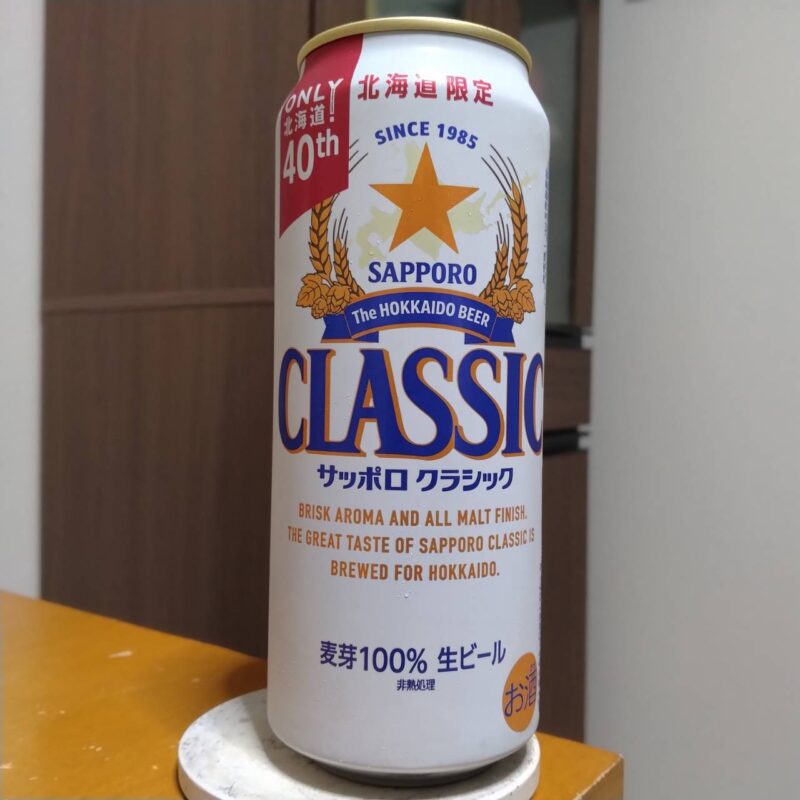 ONLY
北海道!
40th
北海道限定
SINCE 1985
SAPPORO
The HOKKAIDO BEER
CLASSIC
サッポロ クラシック
BRISK AROMA AND ALL MALT FINISH.
THE GREAT TASTE OF SAPPORO CLASSIC IS
BREWED FOR HOKKAIDO.
麦芽100% 生ビール
非熱処理
お酒